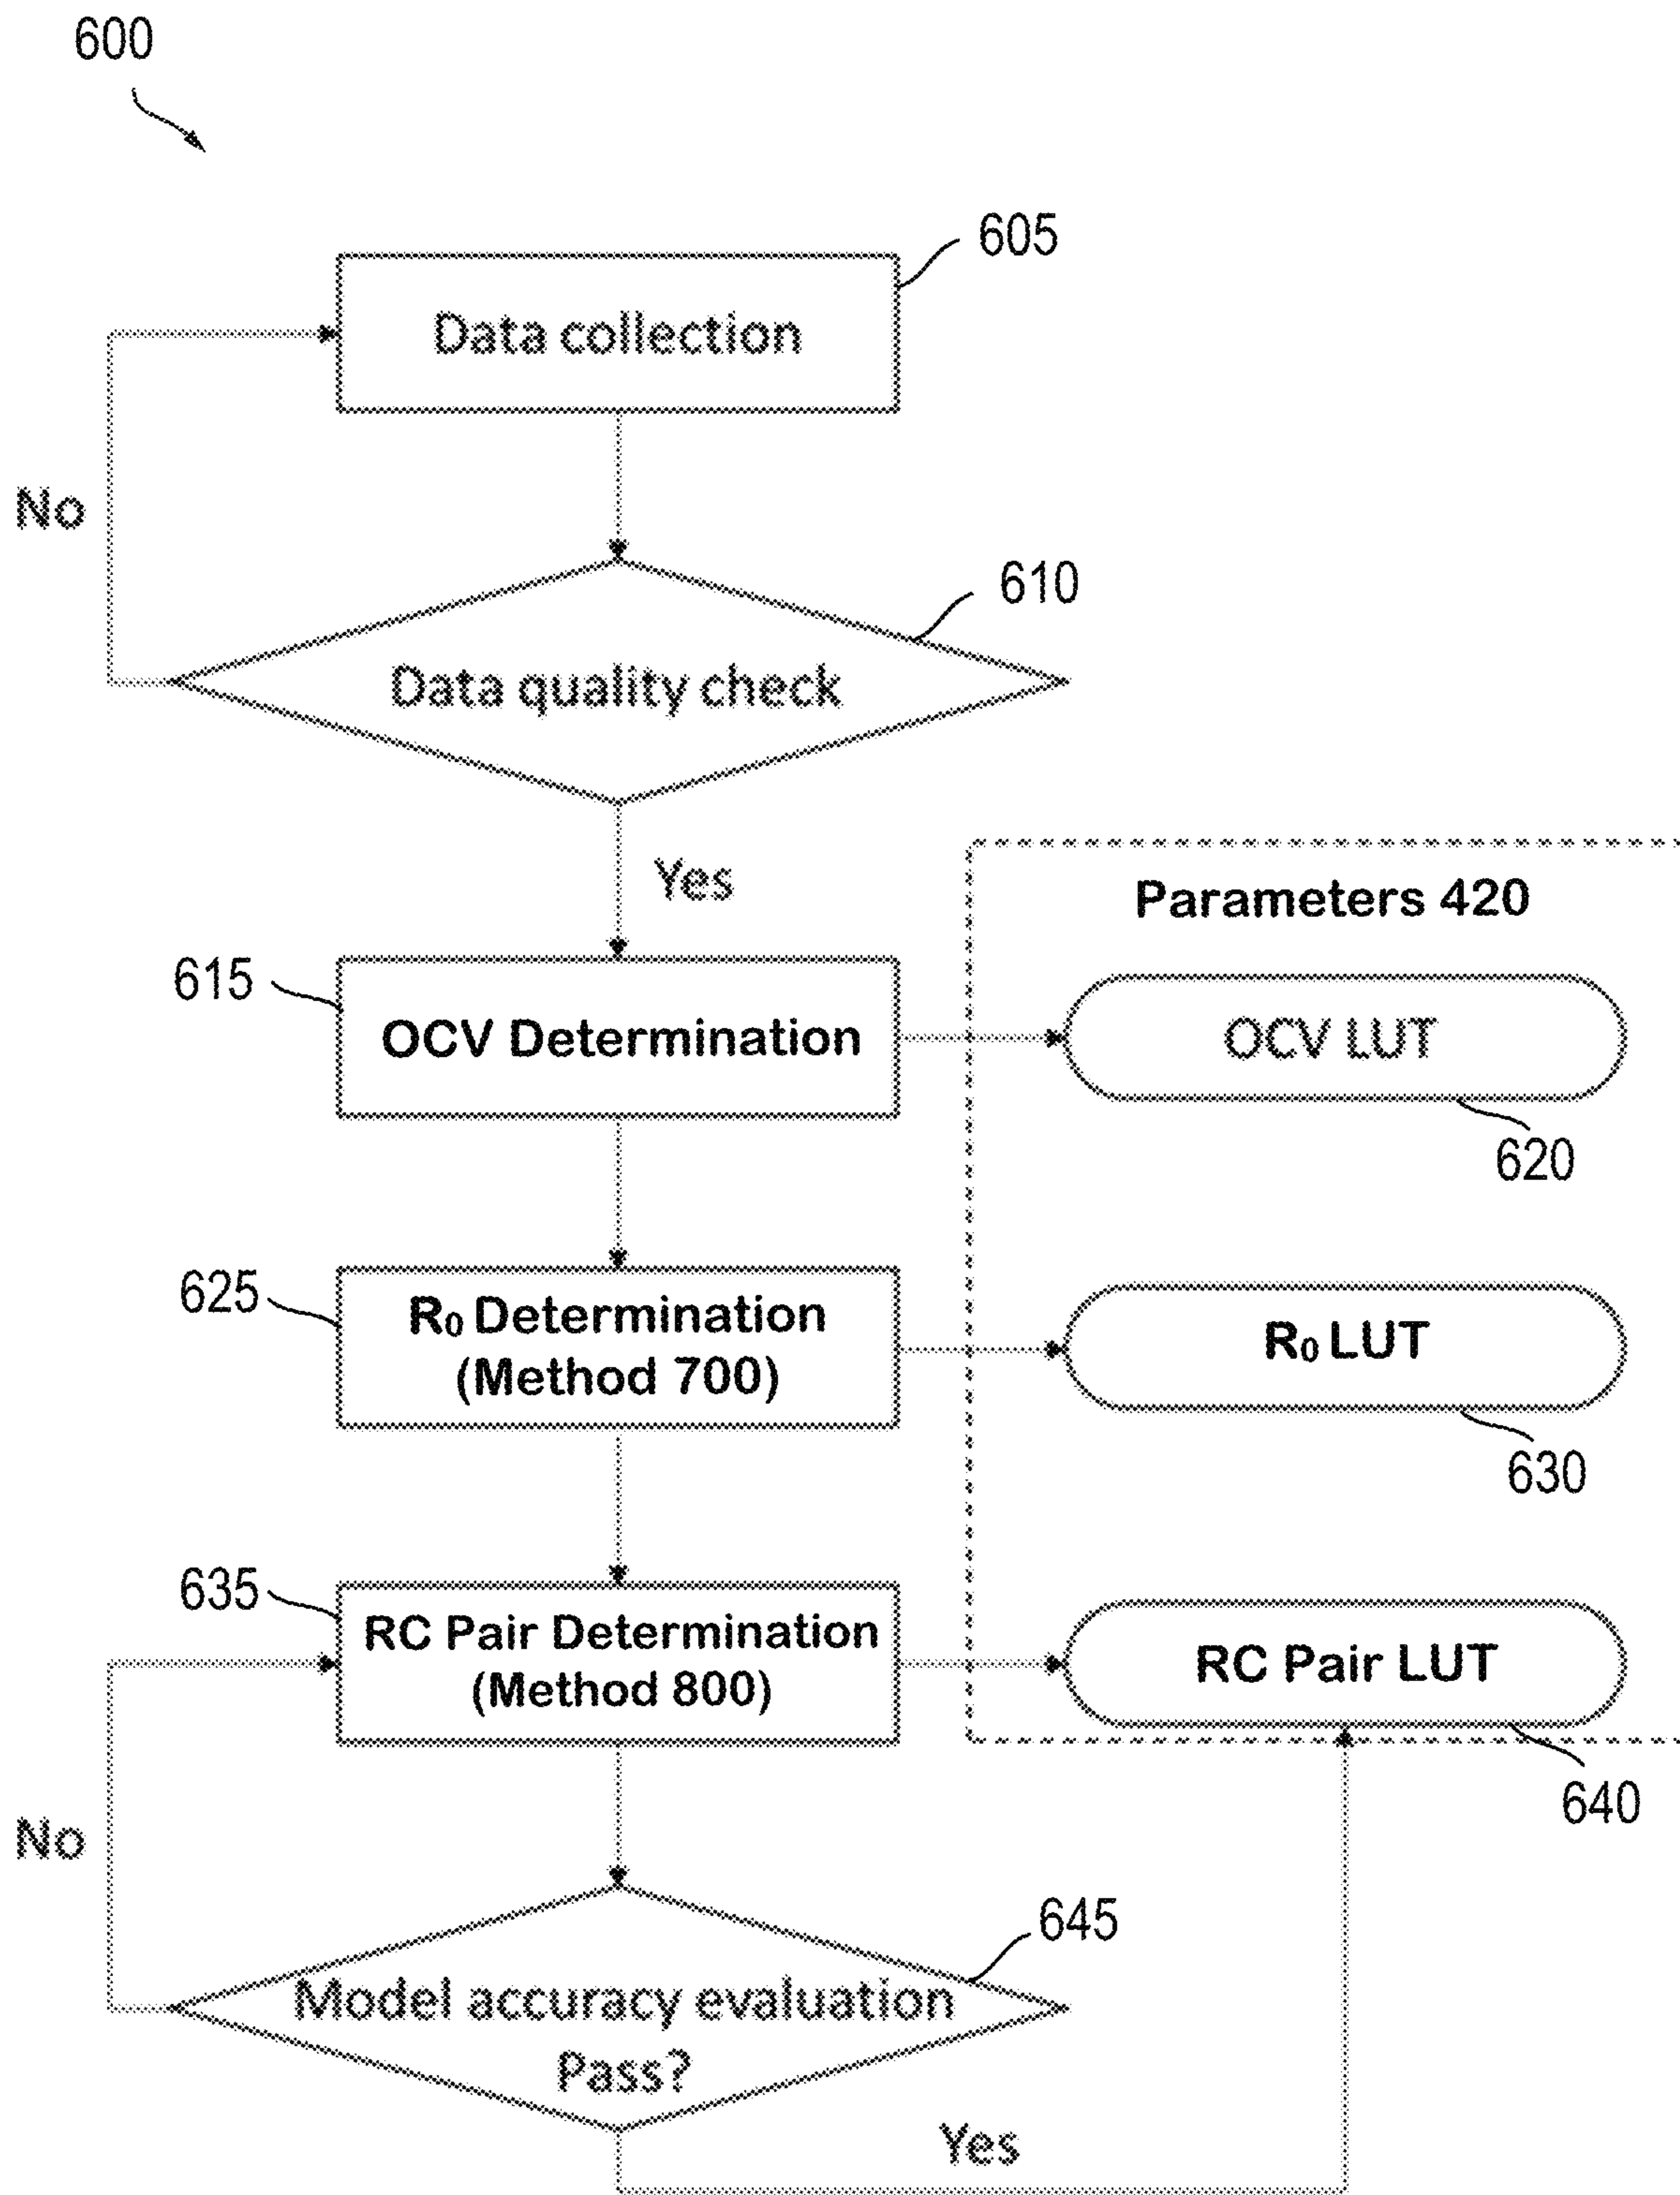 600
605
Data collection
No
610
Data quality check
Yes
Parameters 420
615
OCV Determination
OCV LUT
620
625
R₀ Determination
(Method 700)
R₀ LUT
630
635
RC Pair Determination
(Method 800)
RC Pair LUT
640
No
645
Model accuracy evaluation
Pass?
Yes